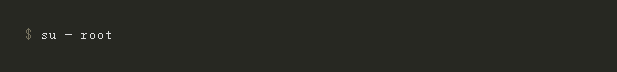 $ su - root